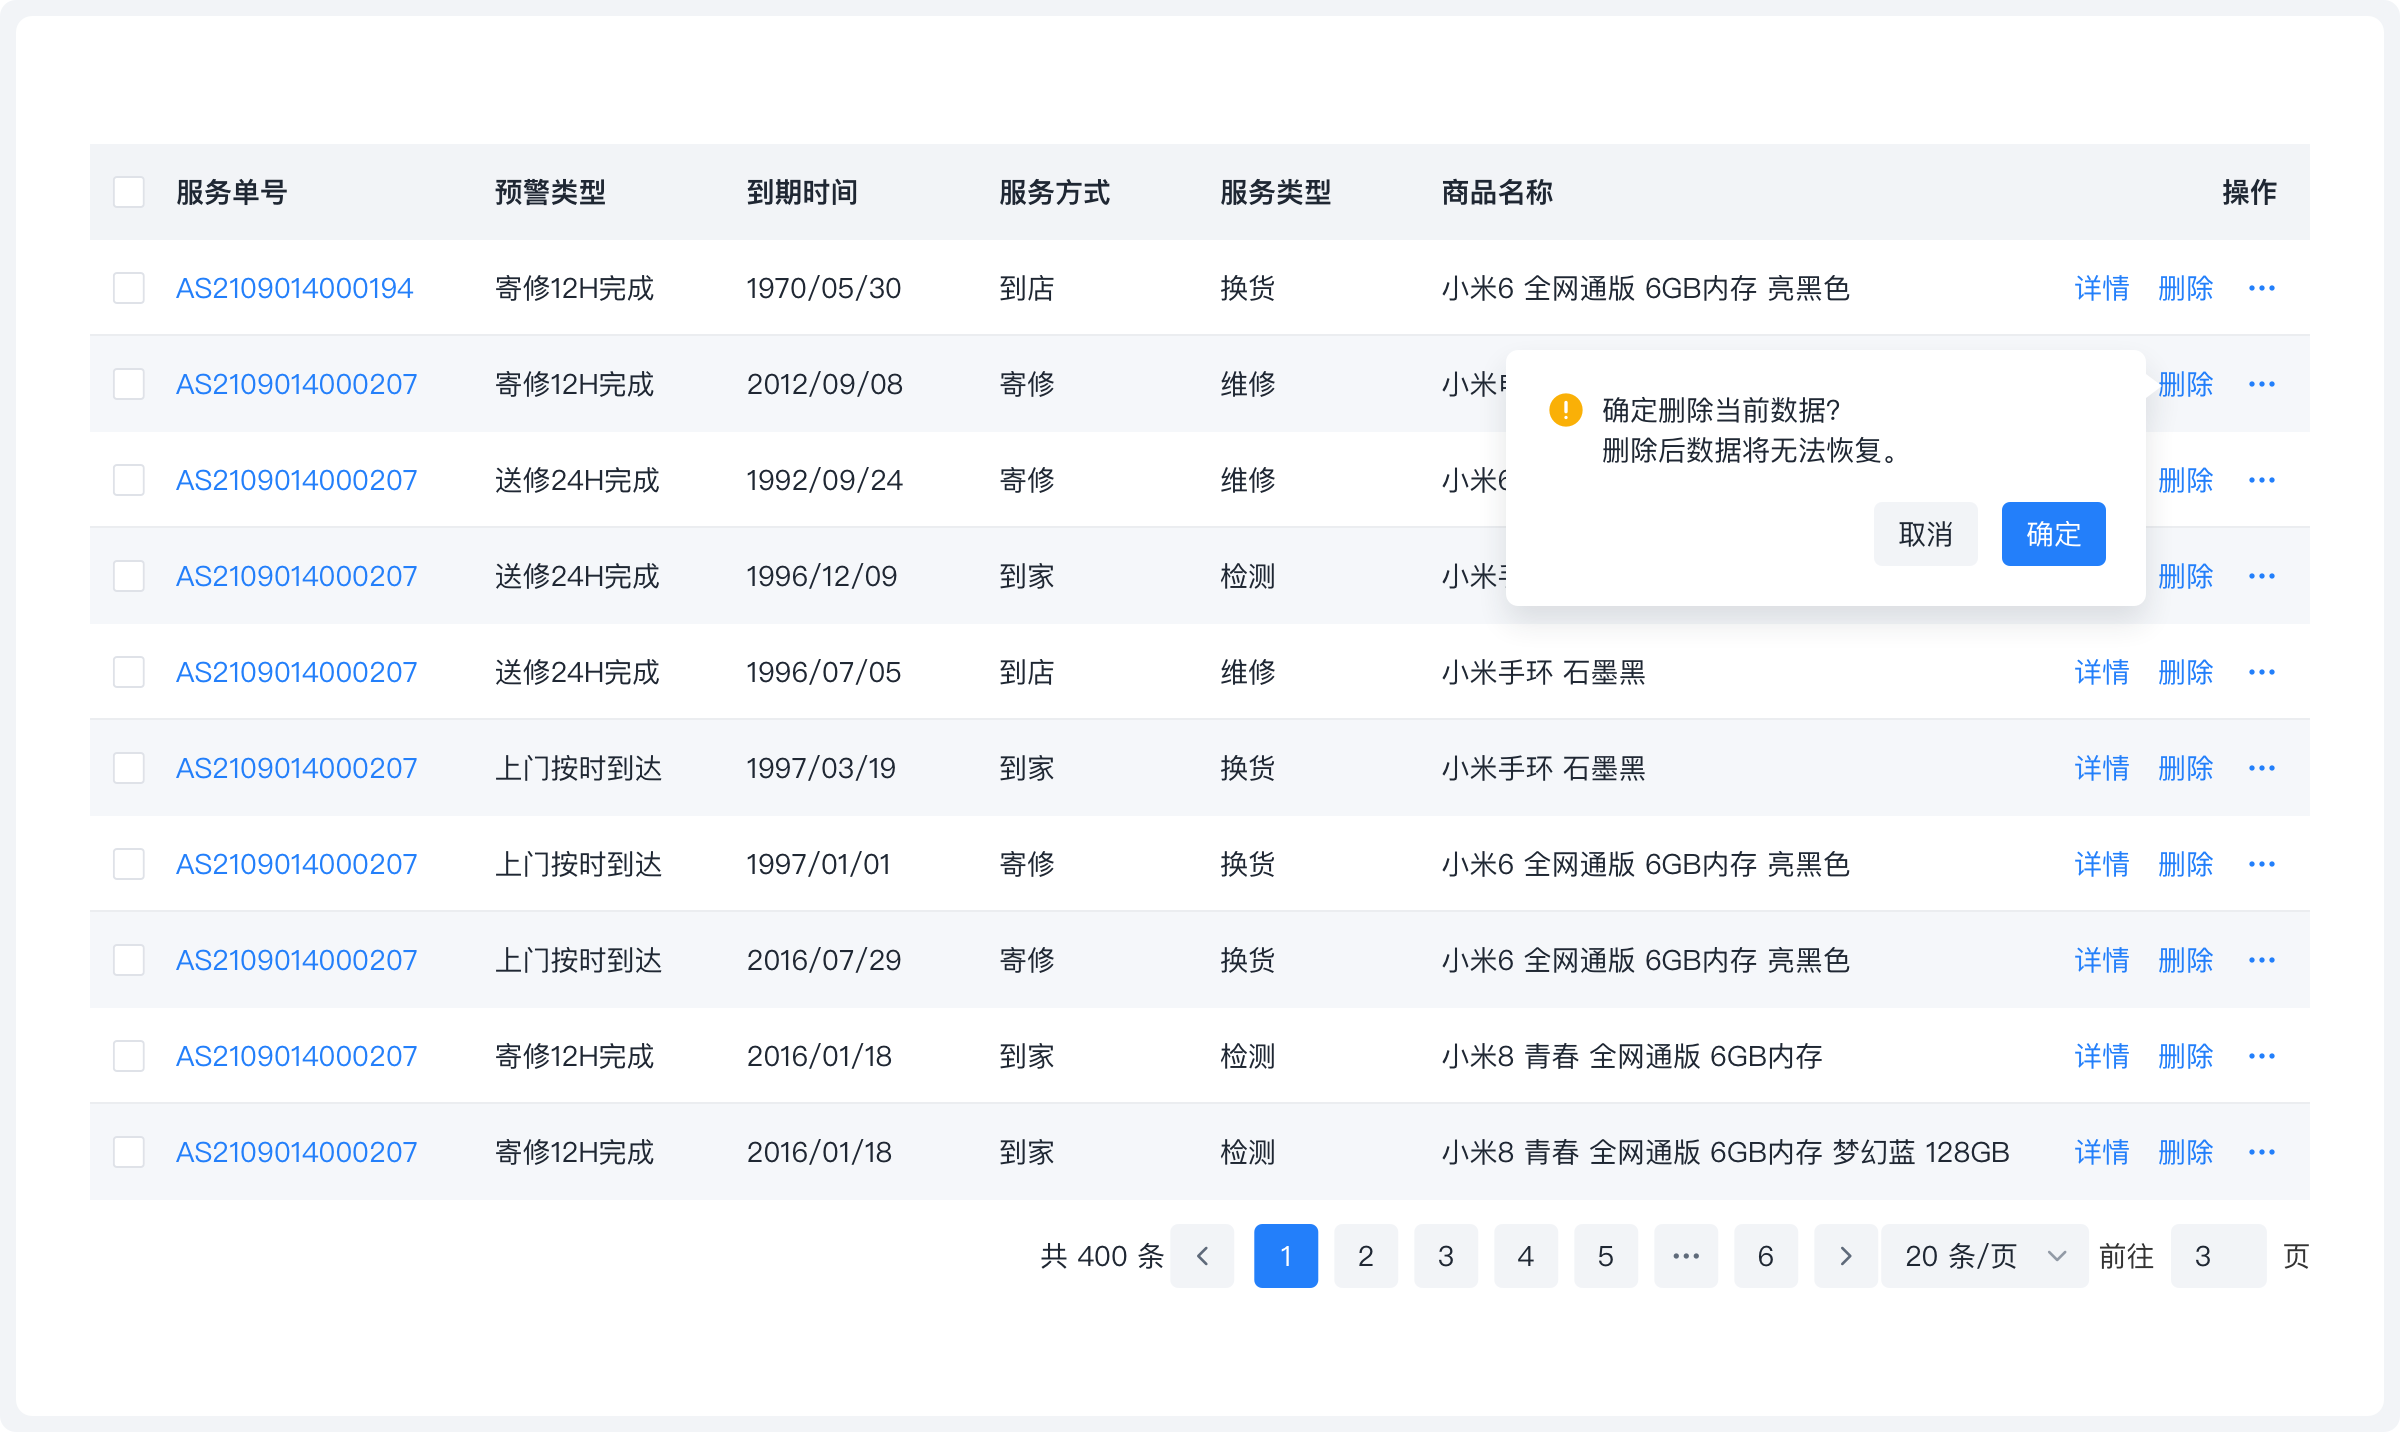 服务单号 预警类型 到期时间 服务方式 服务类型 商品名称 操作
AS2109014000194 寄修12H完成 1970/05/30 到店 换货 小米6 全网通版 6GB内存 亮黑色 详情 删除 ···
AS2109014000207 寄修12H完成 2012/09/08 寄修 维修 小米 删除 ···
确定删除当前数据?
删除后数据将无法恢复。
AS2109014000207 送修24H完成 1992/09/24 寄修 维修 小米6 删除 ···
取消 确定
AS2109014000207 送修24H完成 1996/12/09 到家 检测 小米 删除 ···
AS2109014000207 送修24H完成 1996/07/05 到店 维修 小米手环 石墨黑 详情 删除 ···
AS2109014000207 上门按时到达 1997/03/19 到家 换货 小米手环 石墨黑 详情 删除 ···
AS2109014000207 上门按时到达 1997/01/01 寄修 换货 小米6 全网通版 6GB内存 亮黑色 详情 删除 ···
AS2109014000207 上门按时到达 2016/07/29 寄修 换货 小米6 全网通版 6GB内存 亮黑色 详情 删除 ···
AS2109014000207 寄修12H完成 2016/01/18 到家 检测 小米8 青春 全网通版 6GB内存 详情 删除 ···
AS2109014000207 寄修12H完成 2016/01/18 到家 检测 小米8 青春 全网通版 6GB内存 梦幻蓝 128GB 详情 删除 ···
共 400 条 1 2 3 4 5 ··· 6 20 条/页 前往 3 页